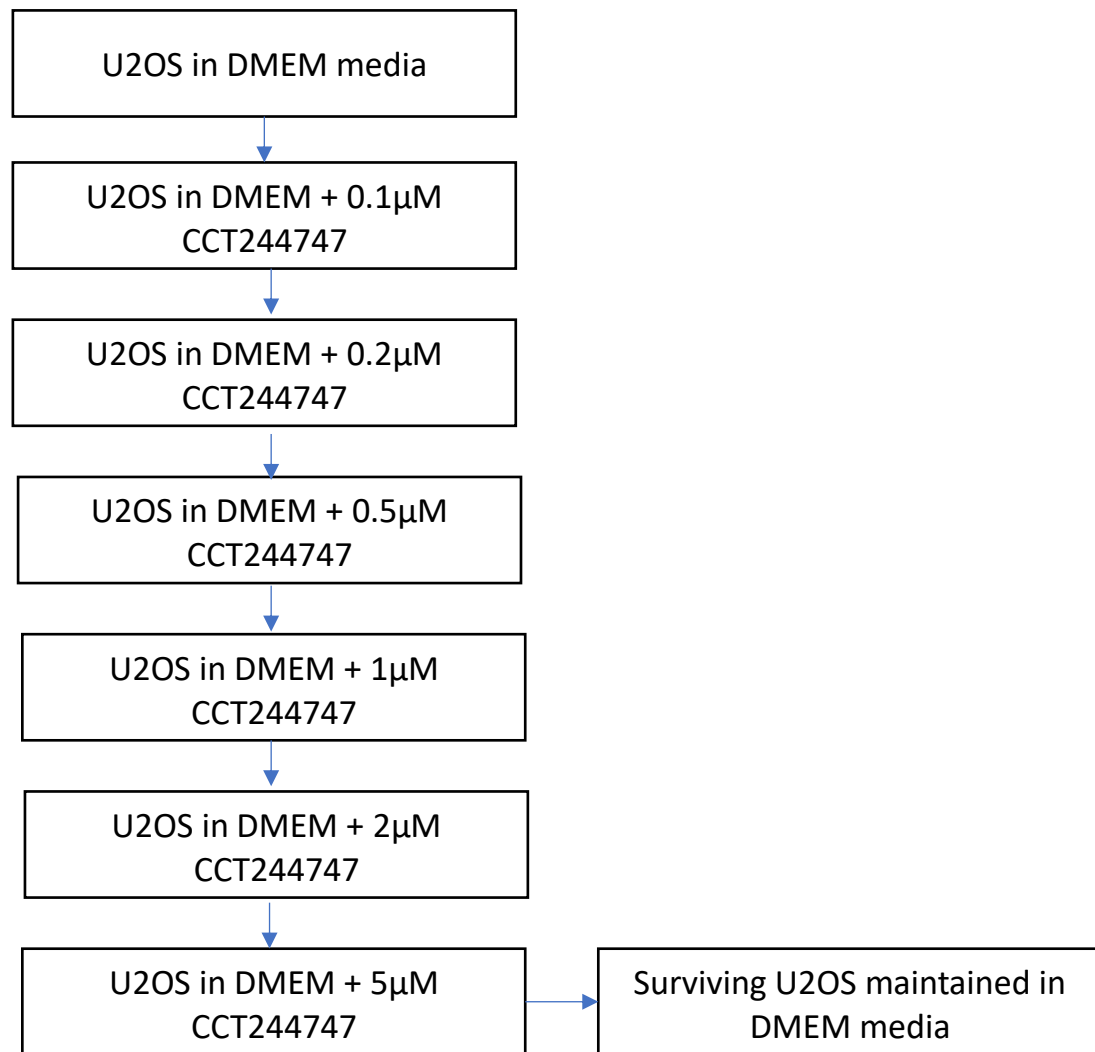 U2OS in DMEM media
U2OS in DMEM + 0.1µM
CCT244747
U2OS in DMEM + 0.2µM
CCT244747
U2OS in DMEM + 0.5µM
CCT244747
U2OS in DMEM + 1µM
CCT244747
U2OS in DMEM + 2µM
CCT244747
U2OS in DMEM + 5µM
CCT244747
Surviving U2OS maintained in
DMEM media